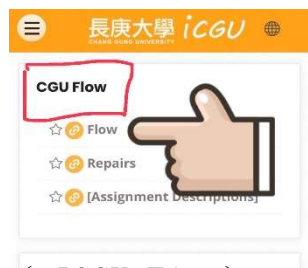 長庚大學 iCGU
CHANG GUNG UNIVERSITY
CGU Flow
Flow
Repairs
[Assignment Descriptions]